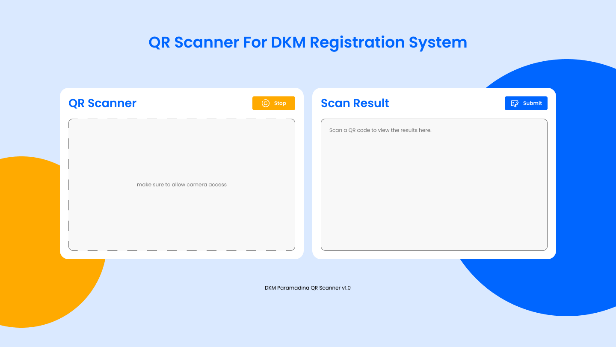 QR Scanner For DKM Registration System
QR Scanner
Stop
Scan Result
Submit
make sure to allow camera access
Scan a QR code to view the results here.
DKM Paramadina QR Scanner v1.0